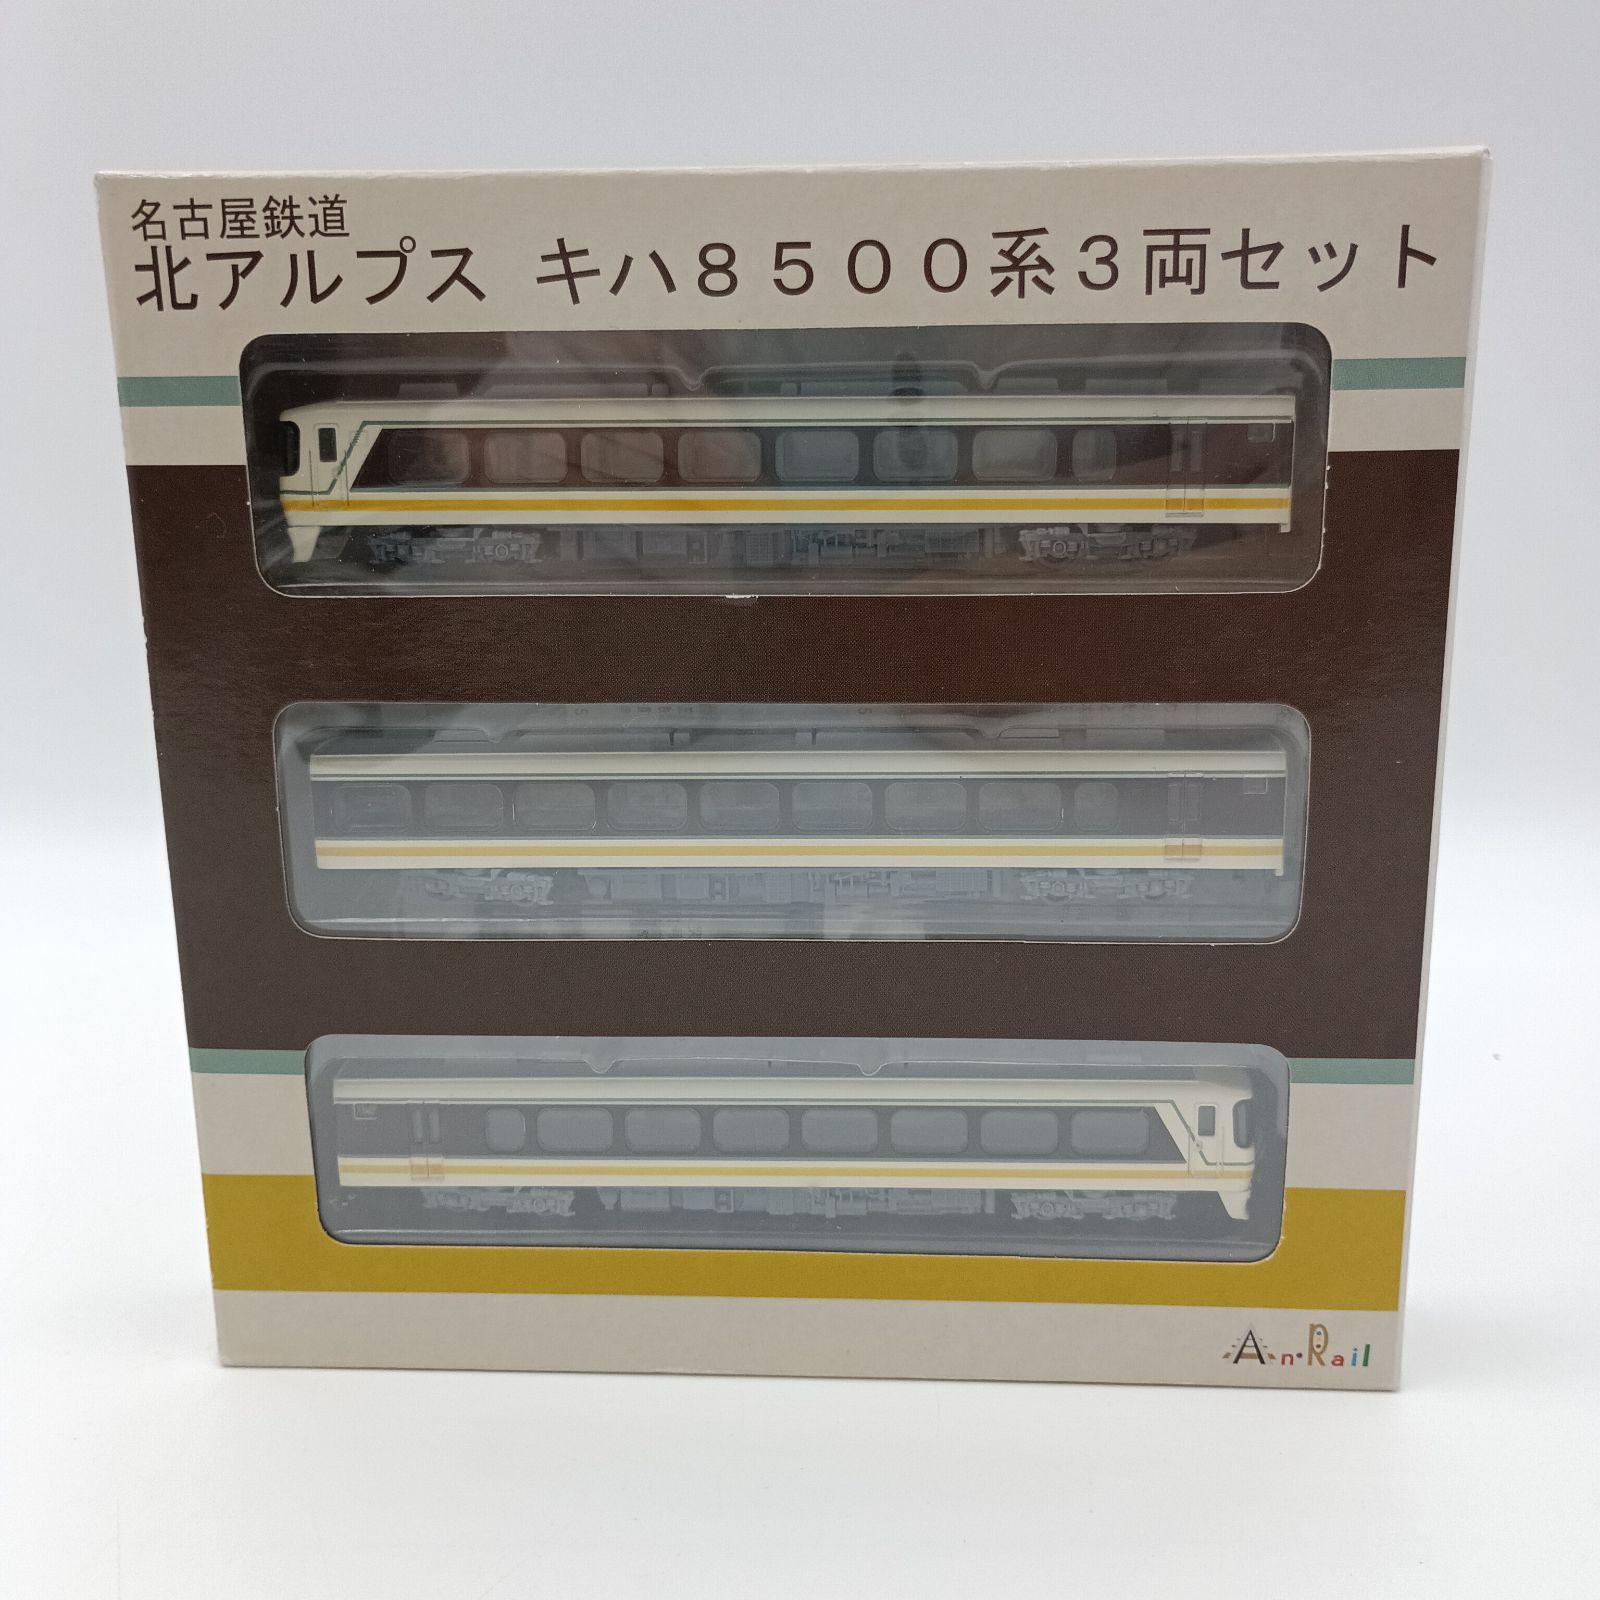 名古屋鉄道
北アルプス キハ8500系3両セット
An・Rail